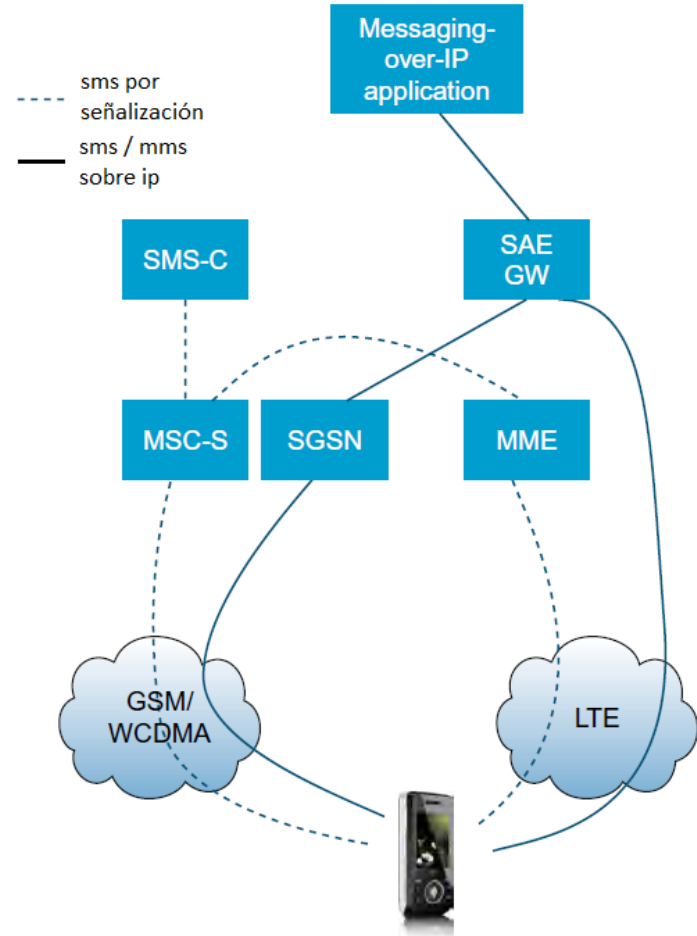 Messaging-
over-IP
application
sms por
señalización
sms / mms
sobre ip
SMS-C
SAE
GW
MSC-S
SGSN
MME
GSM/
WCDMA
LTE